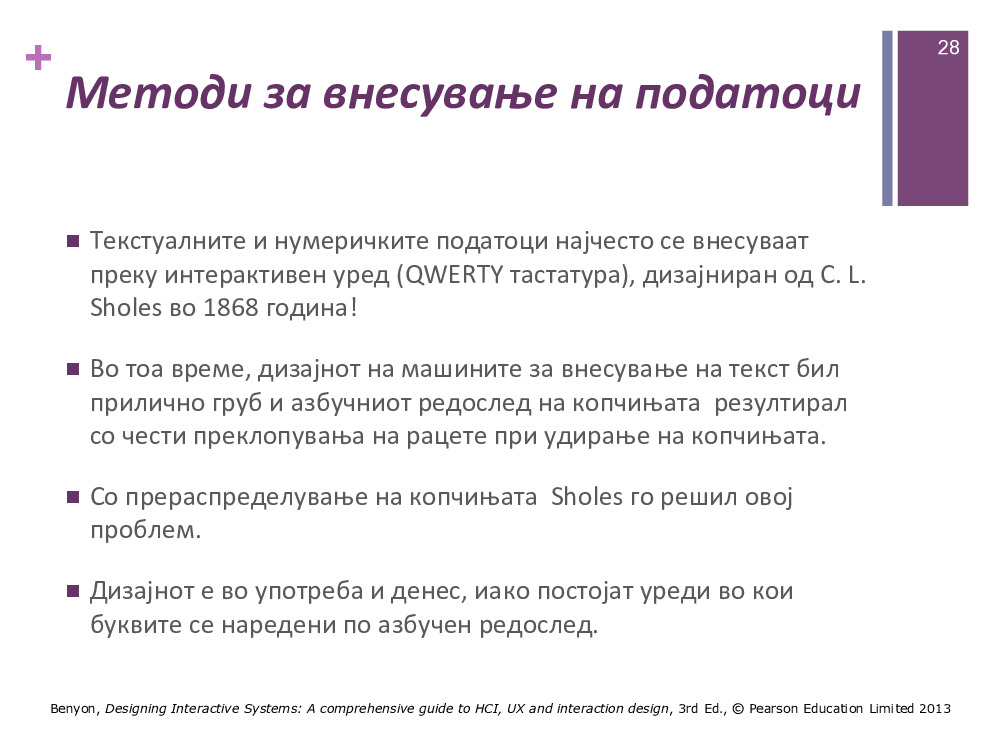 28
+
Методи за внесување на податоци
Текстуалните и нумеричките податоци најчесто се внесуваат
преку интерактивен уред (QWERTY тастатура), дизајниран од C. L.
Sholes во 1868 година!
Во тоа време, дизајнот на машините за внесување на текст бил
прилично груб и азбучниот редослед на копчињата резултирал
со чести преклопувања на рацете при удирање на копчињата.
Со прераспределување на копчињата Sholes го решил овој
проблем.
Дизајнот е во употреба и денес, иако постојат уреди во кои
буквите се наредени по азбучен редослед.
Benyon, Designing Interactive Systems: A comprehensive guide to HCI, UX and interaction design, 3rd Ed., © Pearson Education Limited 2013